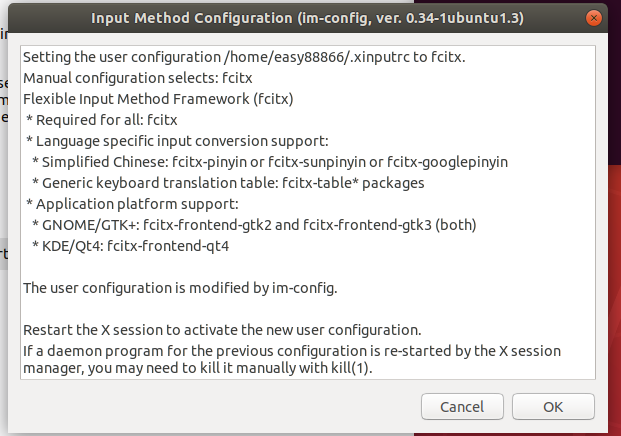 Input Method Configuration (im-config, ver. 0.34-1ubuntu1.3)
Setting the user configuration /home/easy88866/.xinputrc to fcitx.
Manual configuration selects: fcitx
Flexible Input Method Framework (fcitx)
* Required for all: fcitx
* Language specific input conversion support:
* Simplified Chinese: fcitx-pinyin or fcitx-sunpinyin or fcitx-googlepinyin
* Generic keyboard translation table: fcitx-table* packages
* Application platform support:
* GNOME/GTK+: fcitx-frontend-gtk2 and fcitx-frontend-gtk3 (both)
* KDE/Qt4: fcitx-frontend-qt4
The user configuration is modified by im-config.
Restart the X session to activate the new user configuration.
If a daemon program for the previous configuration is re-started by the X session
manager, you may need to kill it manually with kill(1).
Cancel
OK